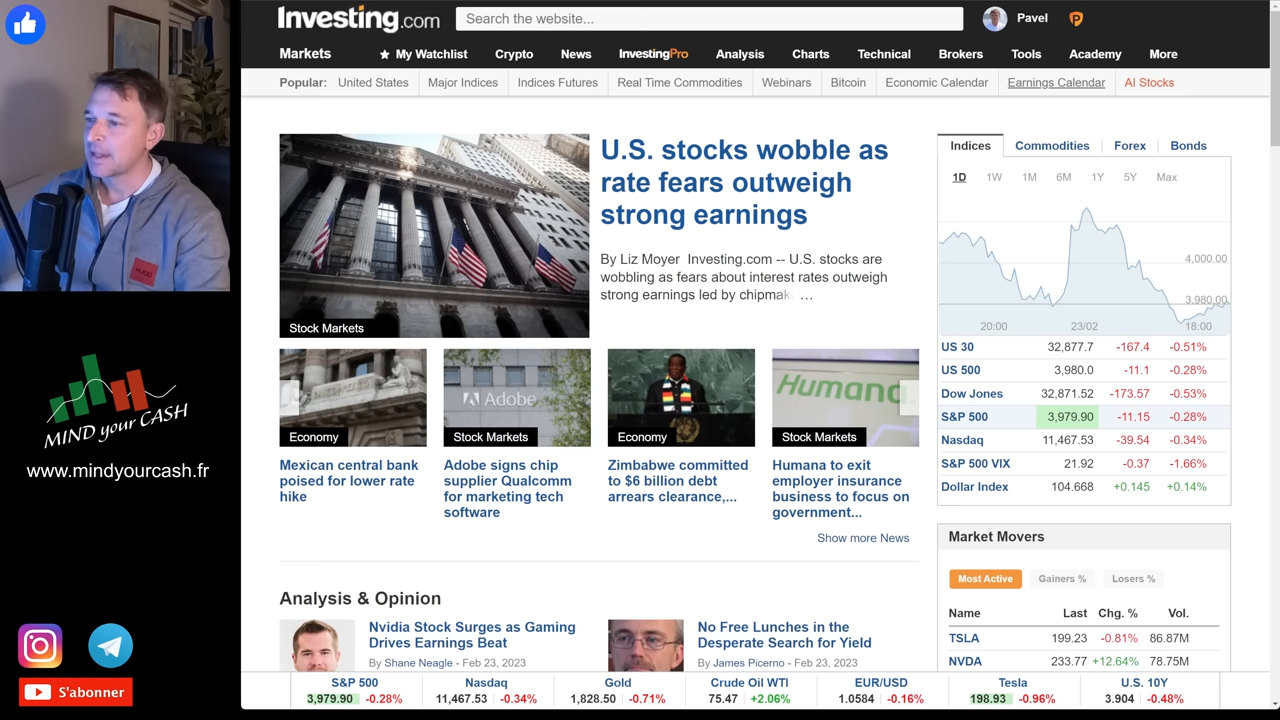 Investing.com
Search the website...
Pavel
Markets
My Watchlist
Crypto
News
InvestingPro
Analysis
Charts
Technical
Brokers
Tools
Academy
More
Popular:
United States
Major Indices
Indices Futures
Real Time Commodities
Webinars
Bitcoin
Economic Calendar
Earnings Calendar
AI Stocks
Stock Markets
U.S. stocks wobble as
rate fears outweigh
strong earnings
By Liz Moyer Investing.com -- U.S. stocks are
wobbling as fears about interest rates outweigh
strong earnings led by chipmak ...
Economy
Mexican central bank
poised for lower rate
hike
Adobe
Stock Markets
Adobe signs chip
supplier Qualcomm
for marketing tech
software
Economy
Zimbabwe committed
to $6 billion debt
arrears clearance,...
Humana
Stock Markets
Humana to exit
employer insurance
business to focus on
government...
Show more News
Analysis & Opinion
Nvidia Stock Surges as Gaming
Drives Earnings Beat
By Shane Neagle - Feb 23, 2023
No Free Lunches in the
Desperate Search for Yield
By James Picerno - Feb 23, 2023
Indices Commodities Forex Bonds
1D 1W 1M 6M 1Y 5Y Max
4,000.00
3,980.00
20:00 23/02 18:00
US 30 32,877.7 -167.4 -0.51%
US 500 3,980.0 -11.1 -0.28%
Dow Jones 32,871.52 -173.57 -0.53%
S&P 500 3,979.90 -11.15 -0.28%
Nasdaq 11,467.53 -39.54 -0.34%
S&P 500 VIX 21.92 -0.37 -1.66%
Dollar Index 104.668 +0.145 +0.14%
Market Movers
Most Active Gainers % Losers %
Name Last Chg. % Vol.
TSLA 199.23 -0.81% 86.87M
NVDA 233.77 +12.64% 78.75M
S&P 500 Nasdaq Gold Crude Oil WTI EUR/USD Tesla U.S. 10Y
3,979.90 -0.28% 11,467.53 -0.34% 1,828.50 -0.71% 75.47 +2.06% 1.0584 -0.16% 198.93 -0.96% 3.904 -0.48%
MIND your CASH
www.mindyourcash.fr
S'abonner